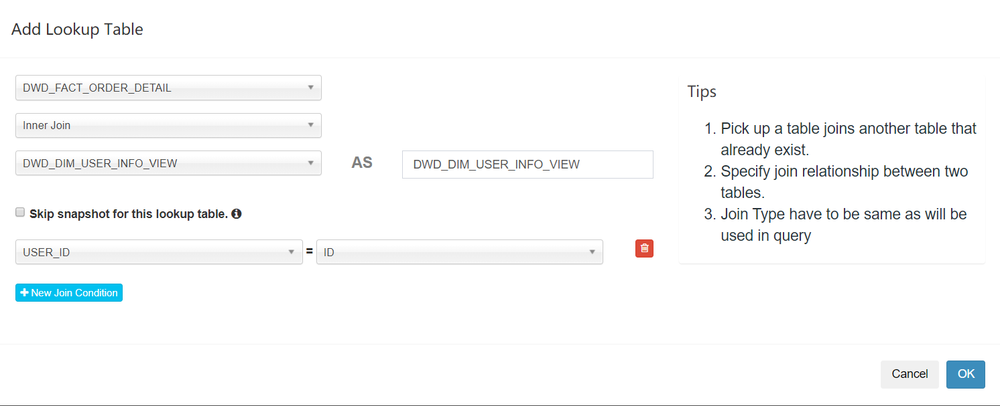 Add Lookup Table
DWD_FACT_ORDER_DETAIL
Inner Join
DWD_DIM_USER_INFO_VIEW
AS
DWD_DIM_USER_INFO_VIEW
Skip snapshot for this lookup table.
USER_ID
=
ID
New Join Condition
Tips
1. Pick up a table joins another table that
already exist.
2. Specify join relationship between two
tables.
3. Join Type have to be same as will be
used in query
Cancel
OK